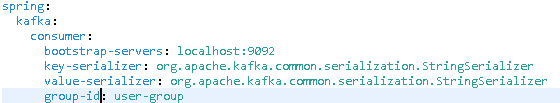 spring:
  kafka:
    consumer:
      bootstrap-servers: localhost:9092
      key-serializer: org.apache.kafka.common.serialization.StringSerializer
      value-serializer: org.apache.kafka.common.serialization.StringSerializer
      group-id: user-group